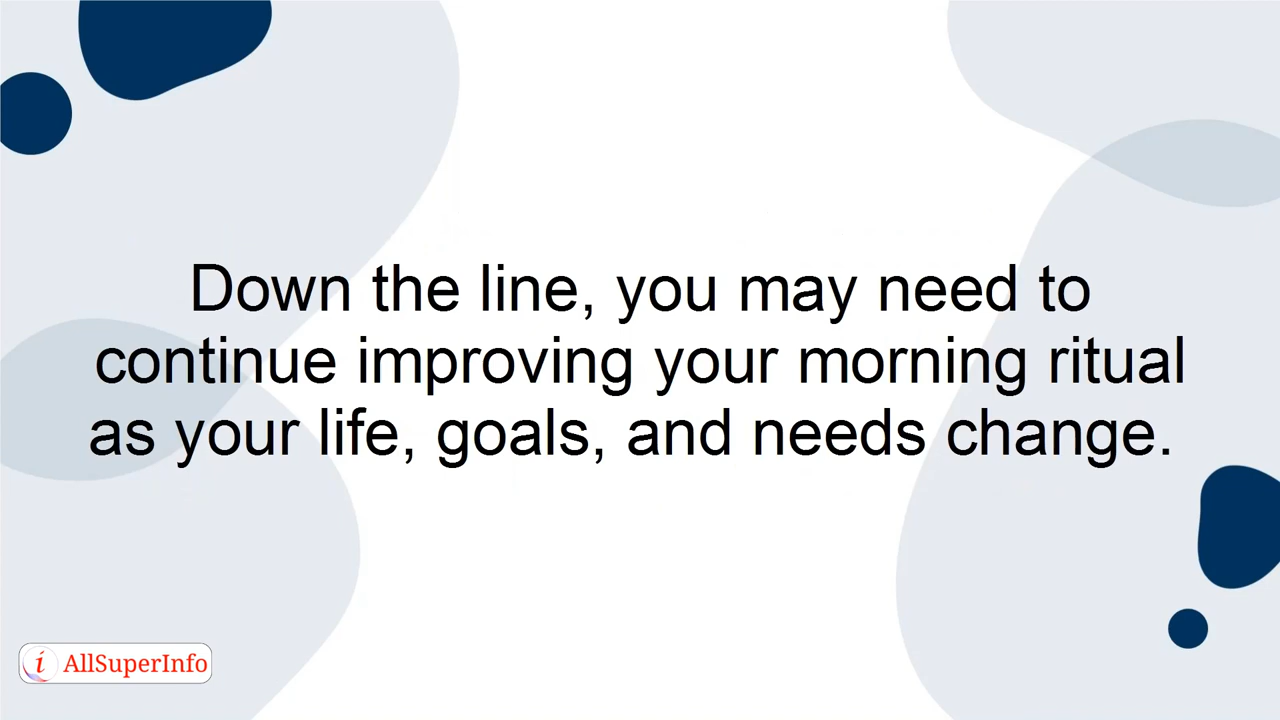 Down the line, you may need to
continue improving your morning ritual
as your life, goals, and needs change.
i AllSuperInfo